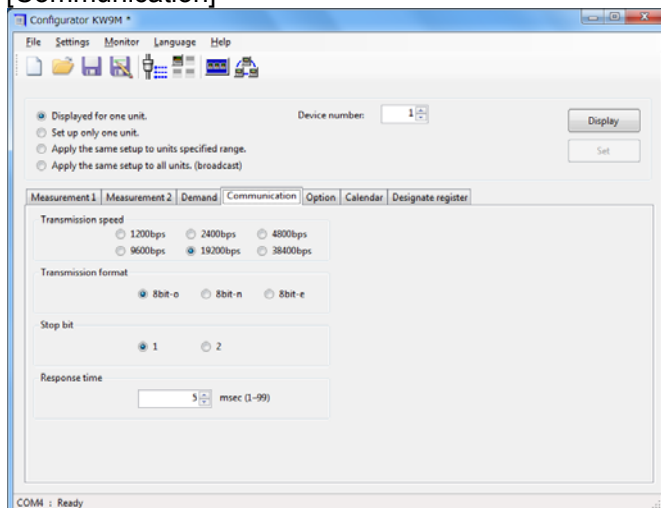 [Communication]
Configurator KW9M *
File Settings Monitor Language Help
Displayed for one unit. Device number: 1 Display
Set up only one unit.
Apply the same setup to units specified range. Set
Apply the same setup to all units. (broadcast)
Measurement 1 Measurement 2 Demand Communication Option Calendar Designate register
Transmission speed
1200bps 2400bps 4800bps
9600bps 19200bps 38400bps
Transmission format
8bit-o 8bit-n 8bit-e
Stop bit
1 2
Response time
5 msec (1-99)
COM4 : Ready